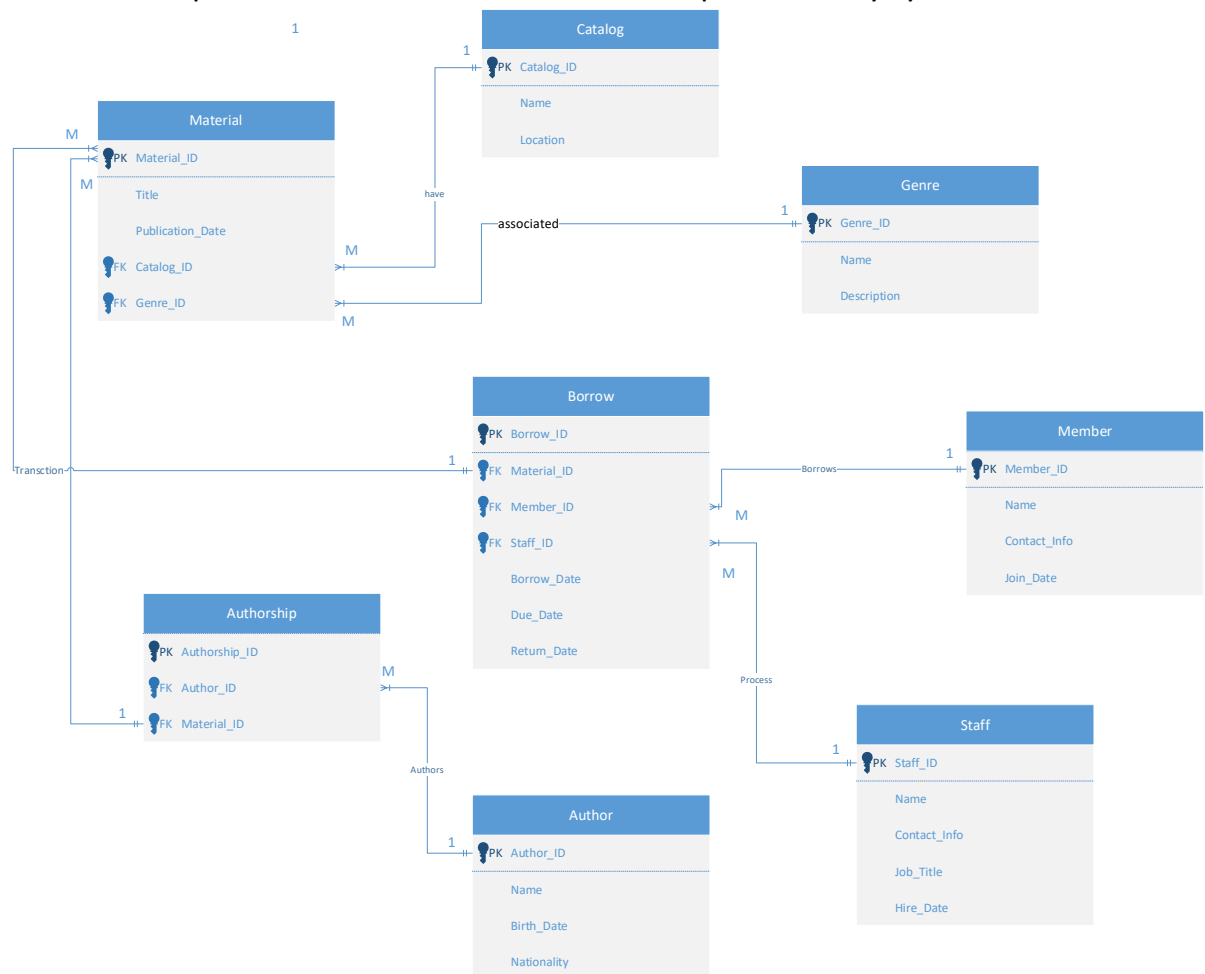 1
Catalog
1
PK Catalog_ID
Name
Location
Material
M
PK Material_ID
M
Title
Publication_Date
FK Catalog_ID
FK Genre_ID
have
M
M
associated
Genre
1
PK Genre_ID
Name
Description
Borrow
PK Borrow_ID
1
FK Material_ID
FK Member_ID
FK Staff_ID
Borrow_Date
Due_Date
Return_Date
Transction
Borrows
M
M
Member
1
PK Member_ID
Name
Contact_Info
Join_Date
Authorship
PK Authorship_ID
FK Author_ID
1
FK Material_ID
M
Authors
Process
Author
1
PK Author_ID
Name
Birth_Date
Nationality
Staff
1
PK Staff_ID
Name
Contact_Info
Job_Title
Hire_Date